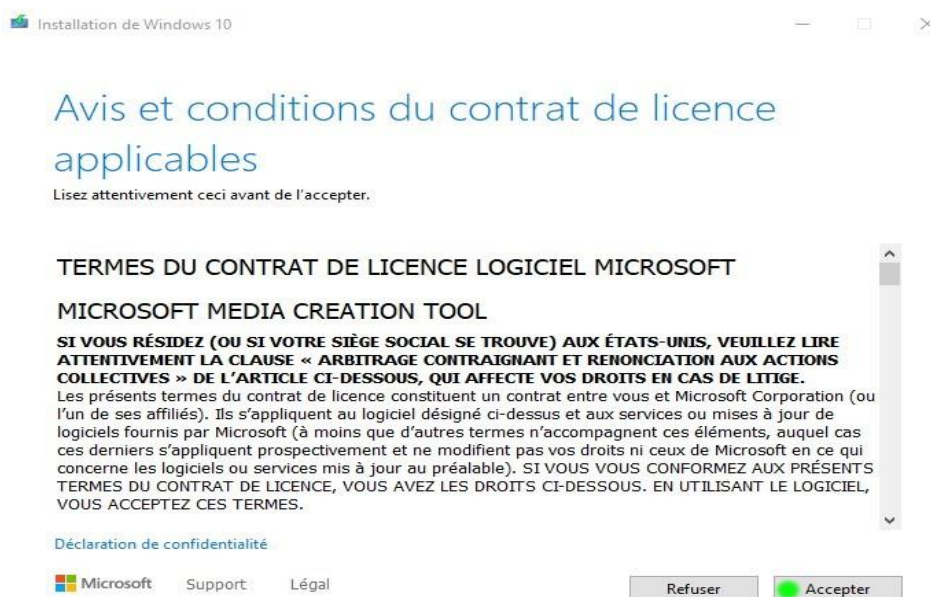 Installation de Windows 10
Avis et conditions du contrat de licence
applicables
Lisez attentivement ceci avant de l'accepter.
TERMES DU CONTRAT DE LICENCE LOGICIEL MICROSOFT
MICROSOFT MEDIA CREATION TOOL
SI VOUS RÉSIDEZ (OU SI VOTRE SIÈGE SOCIAL SE TROUVE) AUX ÉTATS-UNIS, VEUILLEZ LIRE
ATTENTIVEMENT LA CLAUSE « ARBITRAGE CONTRAIGNANT ET RENONCIATION AUX ACTIONS
COLLECTIVES » DE L'ARTICLE CI-DESSOUS, QUI AFFECTE VOS DROITS EN CAS DE LITIGE.
Les présents termes du contrat de licence constituent un contrat entre vous et Microsoft Corporation (ou
l'un de ses affiliés). Ils s'appliquent au logiciel désigné ci-dessus et aux services ou mises à jour de
logiciels fournis par Microsoft (à moins que d'autres termes n'accompagnent ces éléments, auquel cas
ces derniers s'appliquent prospectivement et ne modifient pas vos droits ni ceux de Microsoft en ce qui
concerne les logiciels ou services mis à jour au préalable). SI VOUS VOUS CONFORMEZ AUX PRÉSENTS
TERMES DU CONTRAT DE LICENCE, VOUS AVEZ LES DROITS CI-DESSOUS. EN UTILISANT LE LOGICIEL,
VOUS ACCEPTEZ CES TERMES.
Déclaration de confidentialité
Microsoft Support Légal Refuser Accepter